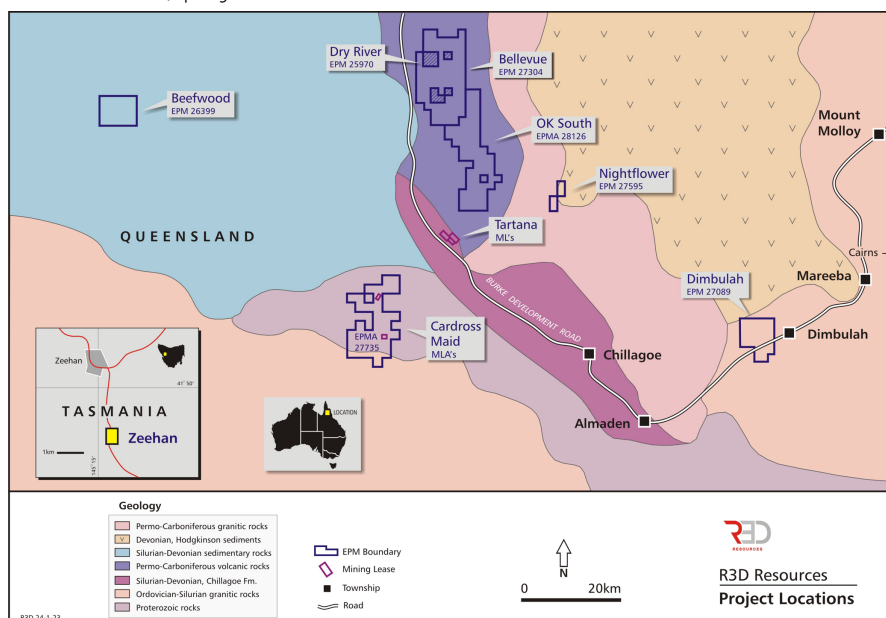 Dry River
EPM 25970
Bellevue
EPM 27304
Beefwood
EPM 26399
Mount
Molloy
OK South
EPMA 28126
Nightflower
EPM 27595
Tartana
ML's
QUEENSLAND
Cairns
Mareeba
Dimbulah
EPM 27089
BURKE DEVELOPMENT ROAD
Cardross
Maid
MLA's
EPMA
27735
Dimbulah
Chillagoe
Almaden
Zeehan
41° 50'
TASMANIA
Zeehan
1km
145° 15'
LOCATION
Geology
Permo-Carboniferous granitic rocks
Devonian, Hodgkinson sediments
Silurian-Devonian sedimentary rocks
Permo-Carboniferous volcanic rocks
Silurian-Devonian, Chillagoe Fm.
Ordovician-Silurian granitic rocks
Proterozoic rocks
EPM Boundary
Mining Lease
Township
Road
N
0 20km
R3D
RESOURCES
R3D Resources
Project Locations